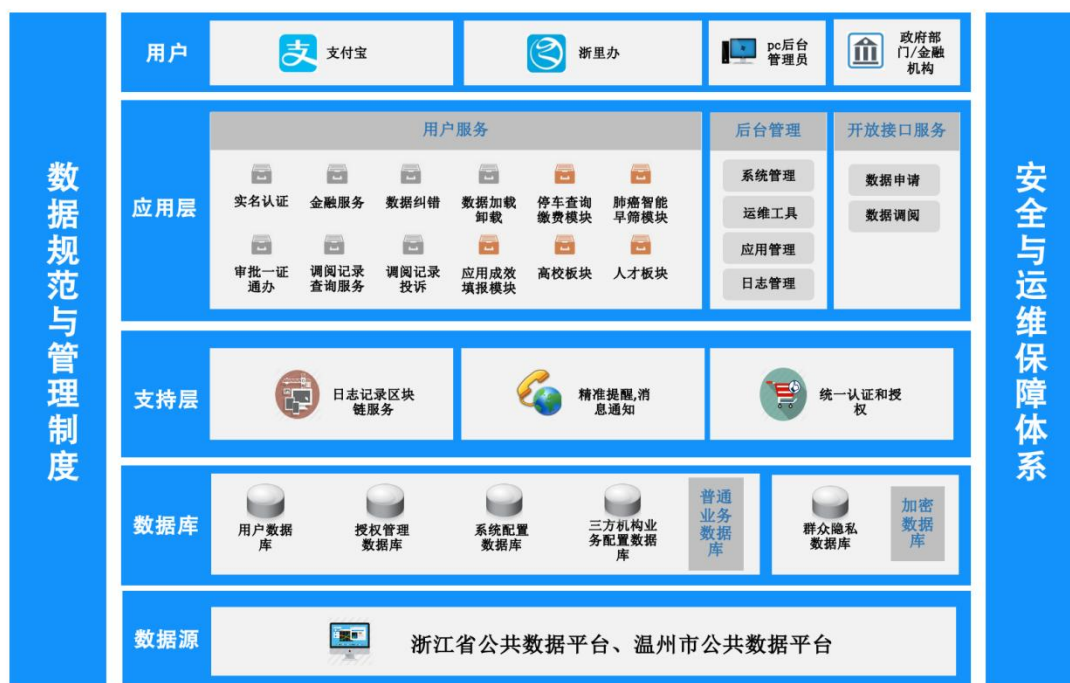 数据规范与管理制度
用户
支付宝
浙里办
pc后台
管理员
政府部
门/金融
机构
应用层
用户服务
实名认证
金融服务
数据纠错
数据加载
卸载
停车查询
缴费模块
肺癌智能
早筛模块
审批一证
通办
调阅记录
查询服务
调阅记录
投诉
应用成效
填报模块
高校板块
人才板块
后台管理
系统管理
运维工具
应用管理
日志管理
开放接口服务
数据申请
数据调阅
支持层
日志记录区块
链服务
精准提醒,消
息通知
统一认证和授
权
数据库
用户数据
库
授权管理
数据库
系统配置
数据库
三方机构业
务配置数据
库
普通
业务
数据
库
群众隐私
数据库
加密
数据
库
数据源
浙江省公共数据平台、温州市公共数据平台
安全与运维保障体系